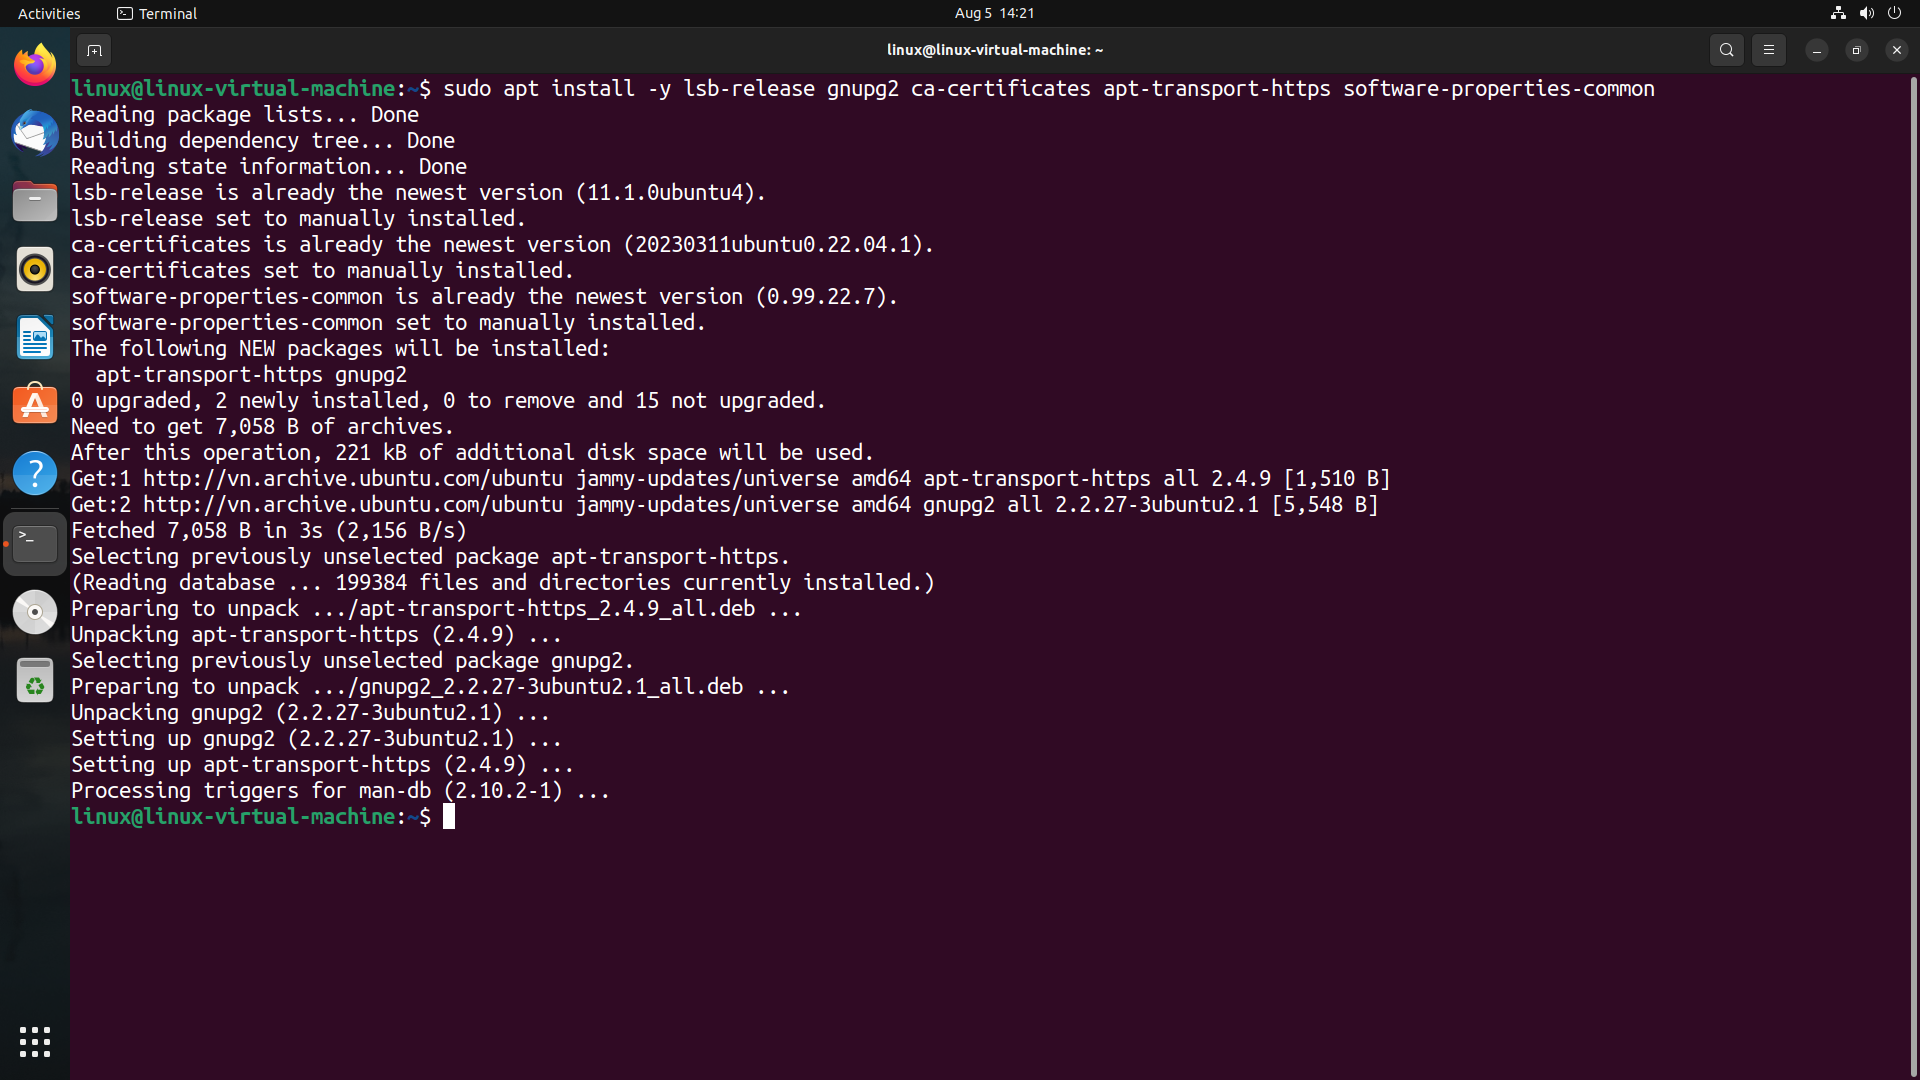 Activities
Terminal
Aug 5 14:21
linux@linux-virtual-machine: ~
linux@linux-virtual-machine:~$ sudo apt install -y lsb-release gnupg2 ca-certificates apt-transport-https software-properties-common
Reading package lists... Done
Building dependency tree... Done
Reading state information... Done
lsb-release is already the newest version (11.1.0ubuntu4).
lsb-release set to manually installed.
ca-certificates is already the newest version (20230311ubuntu0.22.04.1).
ca-certificates set to manually installed.
software-properties-common is already the newest version (0.99.22.7).
software-properties-common set to manually installed.
The following NEW packages will be installed:
  apt-transport-https gnupg2
0 upgraded, 2 newly installed, 0 to remove and 15 not upgraded.
Need to get 7,058 B of archives.
After this operation, 221 kB of additional disk space will be used.
Get:1 http://vn.archive.ubuntu.com/ubuntu jammy-updates/universe amd64 apt-transport-https all 2.4.9 [1,510 B]
Get:2 http://vn.archive.ubuntu.com/ubuntu jammy-updates/universe amd64 gnupg2 all 2.2.27-3ubuntu2.1 [5,548 B]
Fetched 7,058 B in 3s (2,156 B/s)
Selecting previously unselected package apt-transport-https.
(Reading database ... 199384 files and directories currently installed.)
Preparing to unpack .../apt-transport-https_2.4.9_all.deb ...
Unpacking apt-transport-https (2.4.9) ...
Selecting previously unselected package gnupg2.
Preparing to unpack .../gnupg2_2.2.27-3ubuntu2.1_all.deb ...
Unpacking gnupg2 (2.2.27-3ubuntu2.1) ...
Setting up gnupg2 (2.2.27-3ubuntu2.1) ...
Setting up apt-transport-https (2.4.9) ...
Processing triggers for man-db (2.10.2-1) ...
linux@linux-virtual-machine:~$